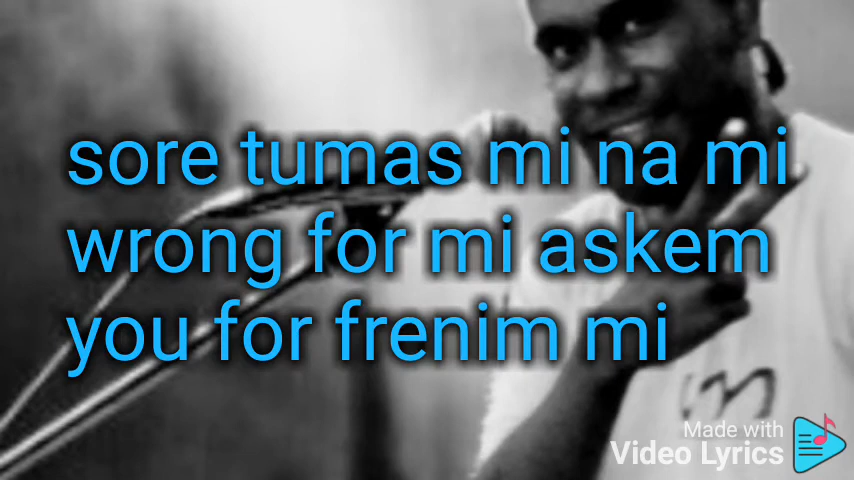 sore tumas mi na mi
wrong for mi askem
you for frenim mi
Made with
Video Lyrics